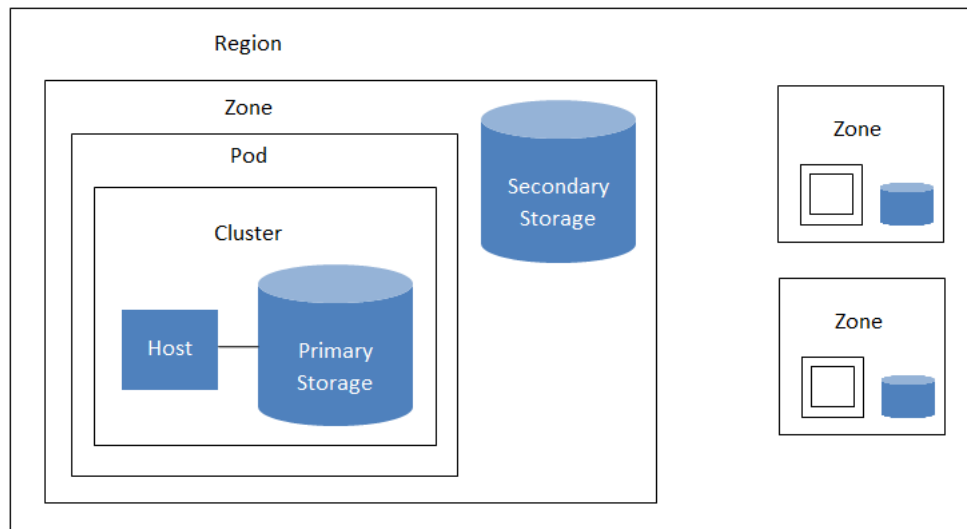 Region
Zone
Pod
Cluster
Host
Primary
Storage
Secondary
Storage
Zone
Zone